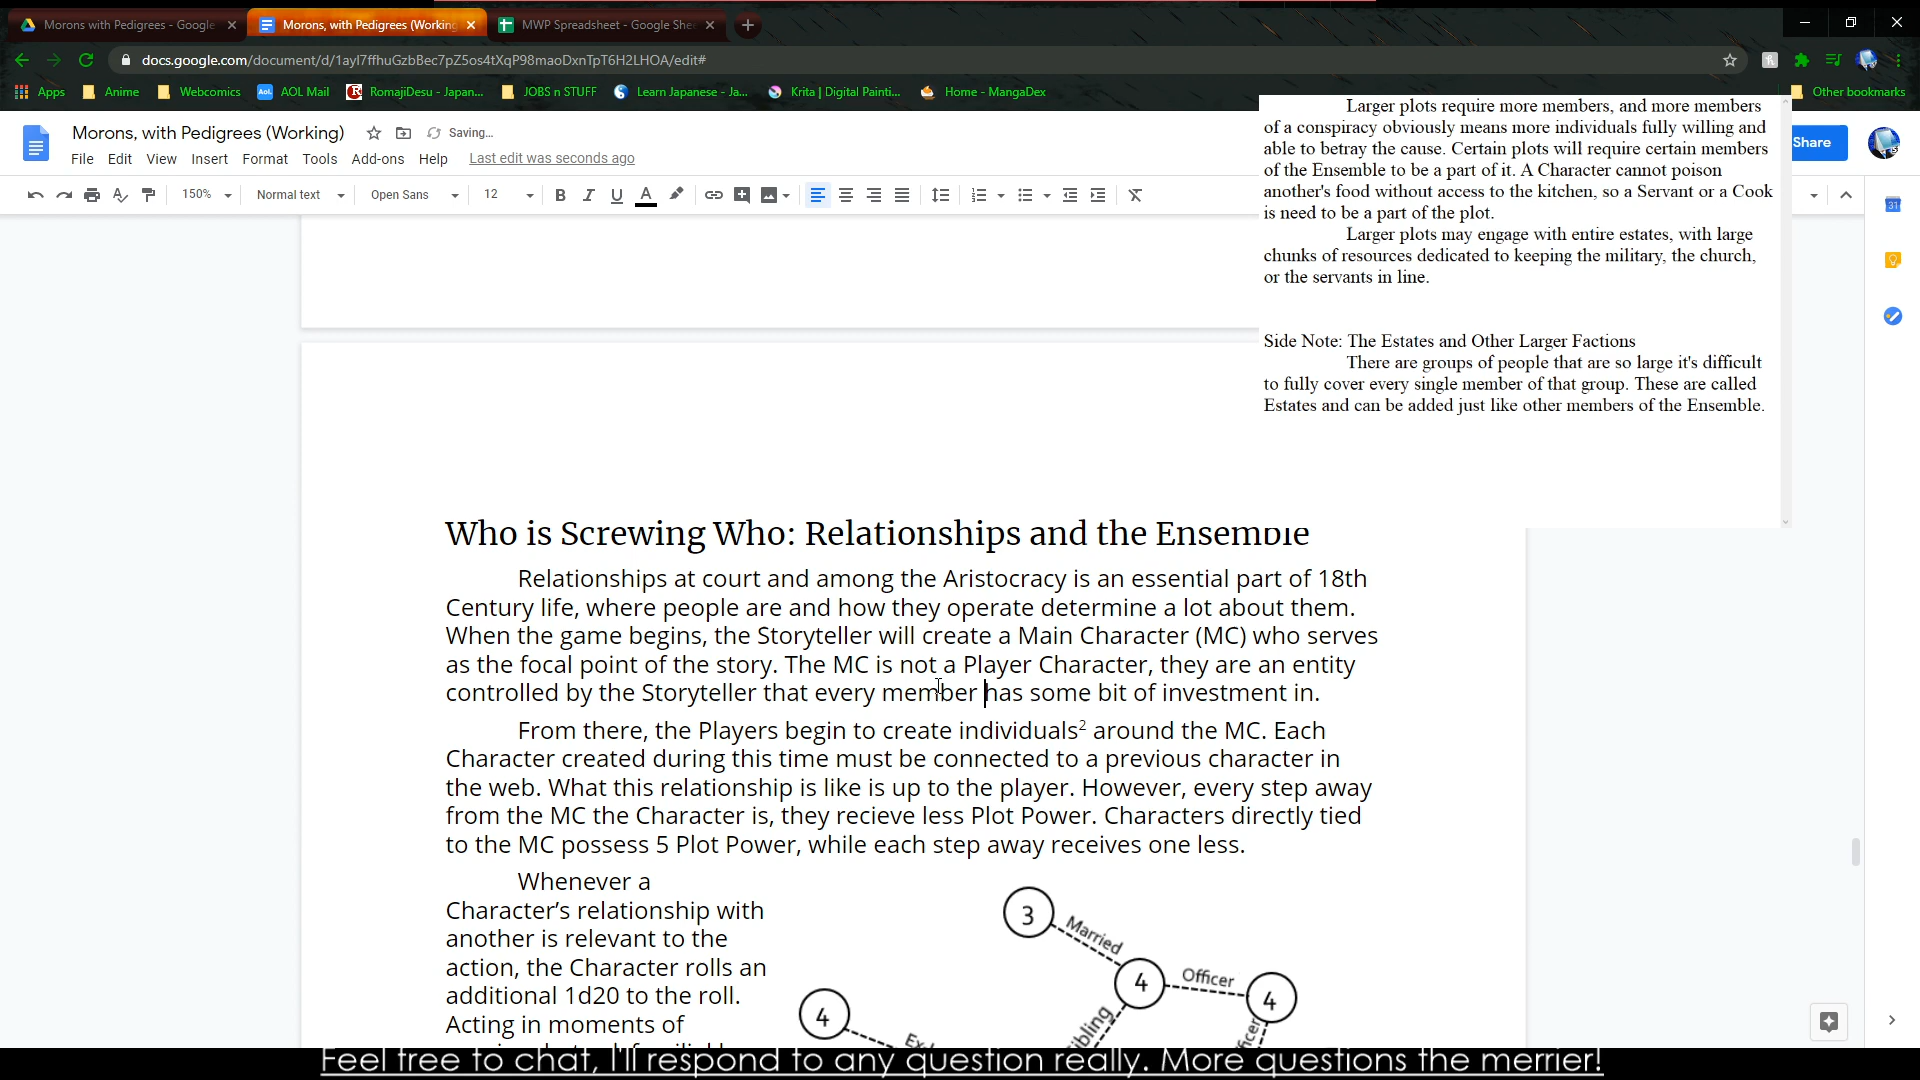 Morons with Pedigrees - Google
Morons, with Pedigrees (Working
MWP Spreadsheet - Google She
docs.google.com/document/d/1ayl7ffhuGzbBec7pZ5os4tXqP98maoDxnTpT6H2LHOA/edit#
Apps
Anime
Webcomics
AOL Mail
RomajiDesu - Japan...
JOBS n STUFF
Learn Japanese - Ja...
Krita | Digital Painti...
Home - MangaDex
Other bookmarks
Morons, with Pedigrees (Working)
Saving...
File Edit View Insert Format Tools Add-ons Help
Last edit was seconds ago
Share
150%
Normal text
Open Sans
12
Larger plots require more members, and more members
of a conspiracy obviously means more individuals fully willing and
able to betray the cause. Certain plots will require certain members
of the Ensemble to be a part of it. A Character cannot poison
another's food without access to the kitchen, so a Servant or a Cook
is need to be a part of the plot.
Larger plots may engage with entire estates, with large
chunks of resources dedicated to keeping the military, the church,
or the servants in line.
Side Note: The Estates and Other Larger Factions
There are groups of people that are so large it's difficult
to fully cover every single member of that group. These are called
Estates and can be added just like other members of the Ensemble.
Who is Screwing Who: Relationships and the Ensemble
Relationships at court and among the Aristocracy is an essential part of 18th
Century life, where people are and how they operate determine a lot about them.
When the game begins, the Storyteller will create a Main Character (MC) who serves
as the focal point of the story. The MC is not a Player Character, they are an entity
controlled by the Storyteller that every member has some bit of investment in.
From there, the Players begin to create individuals² around the MC. Each
Character created during this time must be connected to a previous character in
the web. What this relationship is like is up to the player. However, every step away
from the MC the Character is, they recieve less Plot Power. Characters directly tied
to the MC possess 5 Plot Power, while each step away receives one less.
Whenever a
Character's relationship with
another is relevant to the
action, the Character rolls an
additional 1d20 to the roll.
Acting in moments of
3
Married
4
Officer
4
4
Feel free to chat, I'll respond to any question really. More questions the merrier!